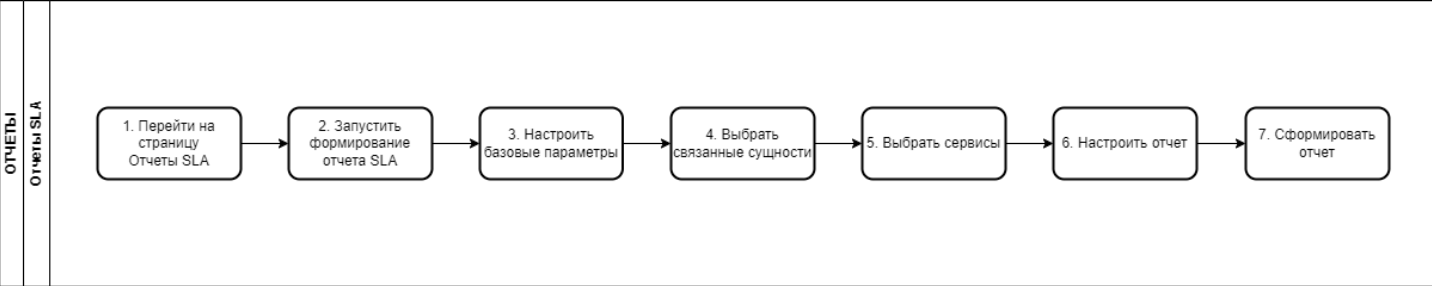 ОТЧЕТЫ
Отчеты SLA
1. Перейти на
страницу
Отчеты SLA
2. Запустить
формирование
отчета SLA
3. Настроить
базовые параметры
4. Выбрать
связанные сущности
5. Выбрать сервисы
6. Настроить отчет
7. Сформировать
отчет